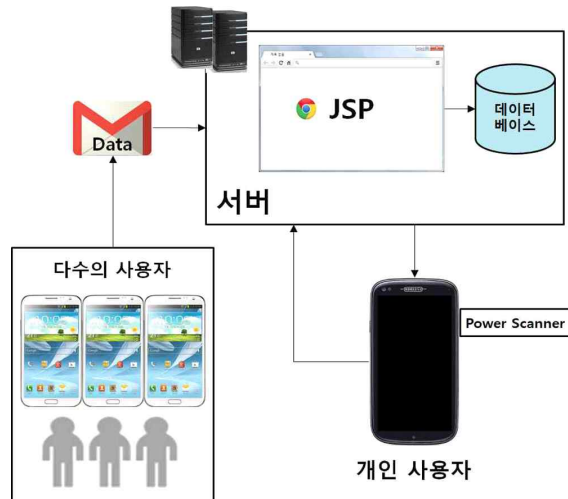 JSP
데이터
베이스
Data
서버
다수의 사용자
Power Scanner
개인 사용자